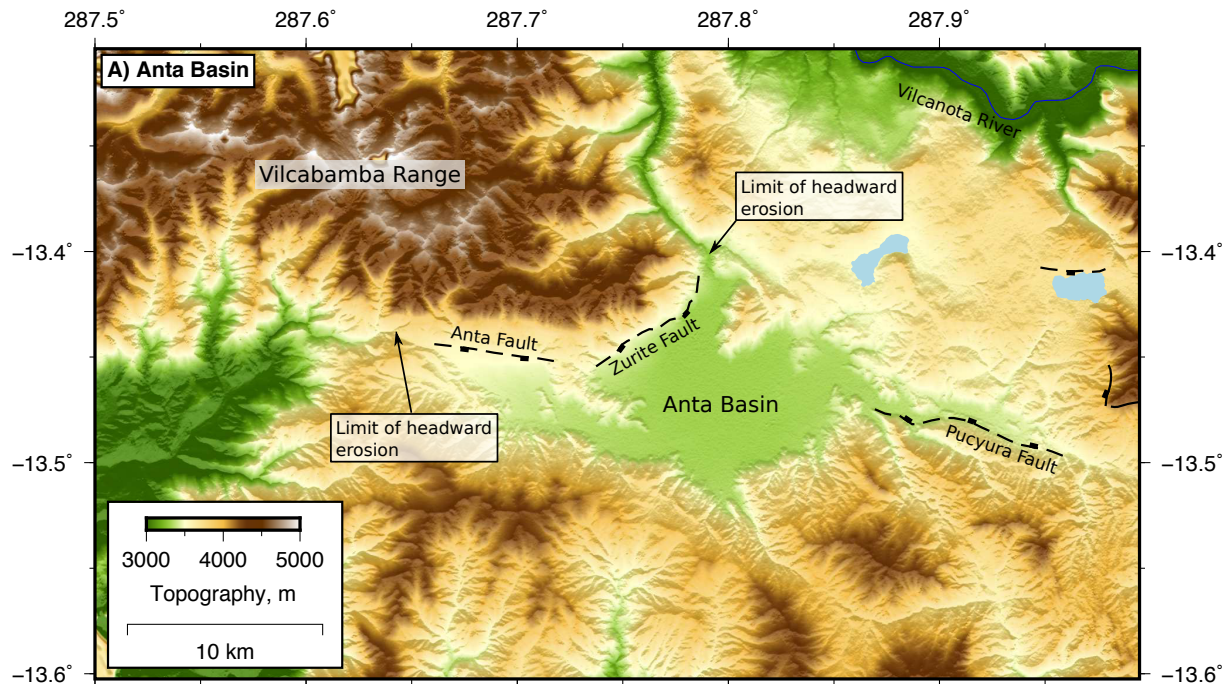 287.5˚ 287.6˚ 287.7˚ 287.8˚ 287.9˚
A) Anta Basin
Vilcanota River
Vilcabamba Range
Limit of headward
erosion
−13.4˚ −13.4˚
Anta Fault
Zurite Fault
Anta Basin
Limit of headward
erosion
Pucyura Fault
−13.5˚ −13.5˚
3000 4000 5000
Topography, m
10 km
−13.6˚ −13.6˚